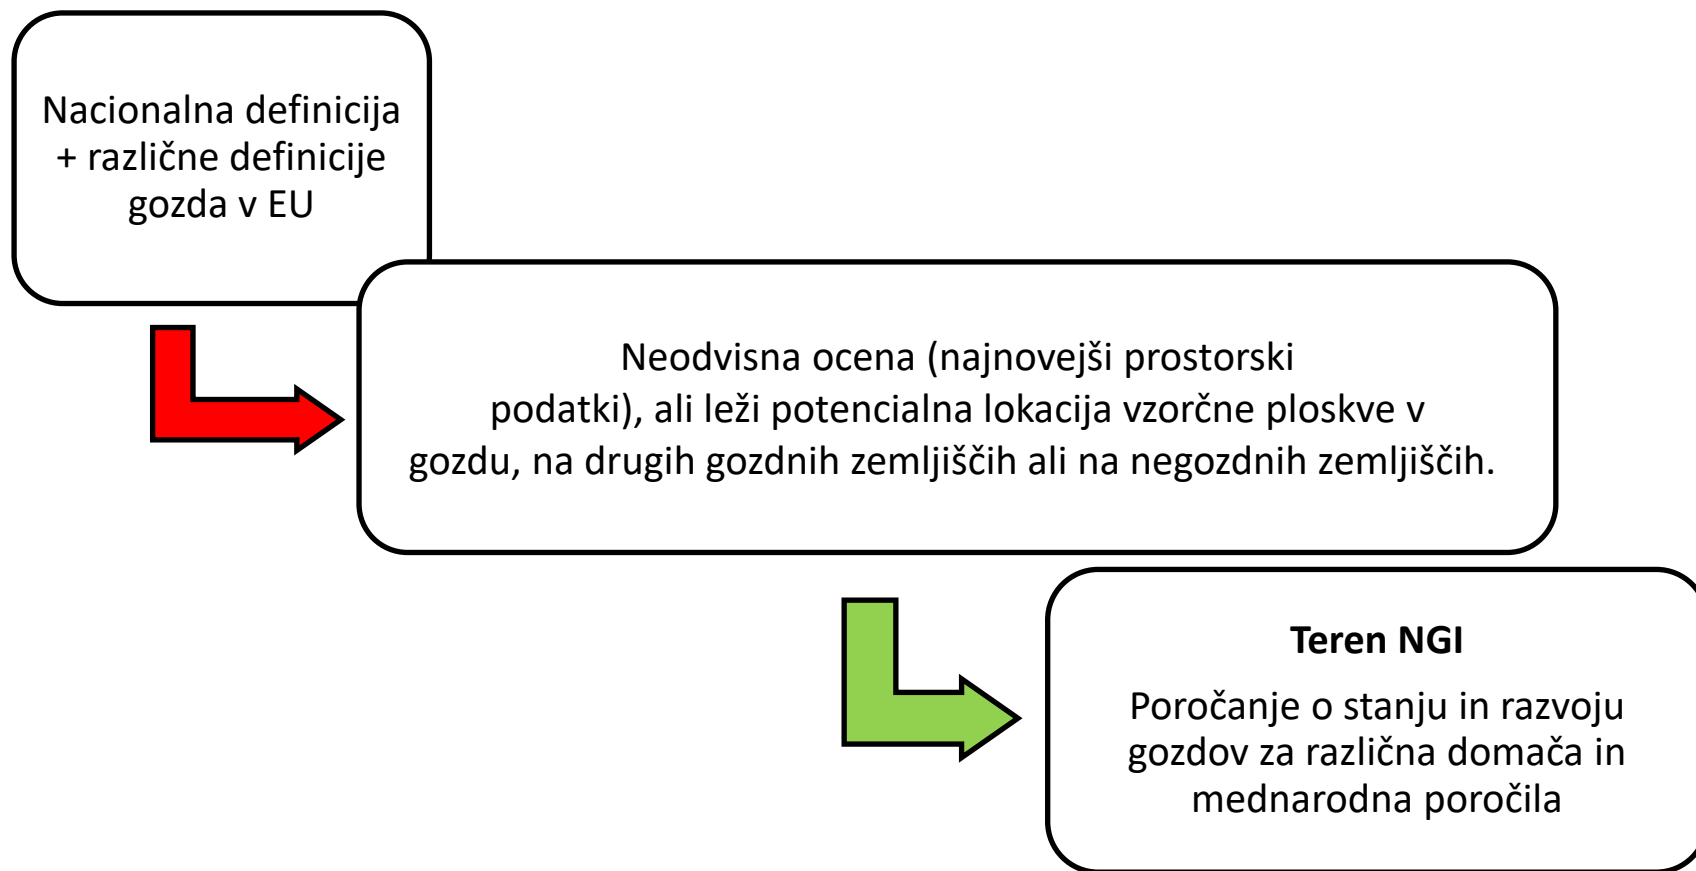 Nacionalna definicija
+ različne definicije
gozda v EU
Neodvisna ocena (najnovejši prostorski
podatki), ali leži potencialna lokacija vzorčne ploskve v
gozdu, na drugih gozdnih zemljiščih ali na negozdnih zemljiščih.
Teren NGI
Poročanje o stanju in razvoju
gozdov za različna domača in
mednarodna poročila